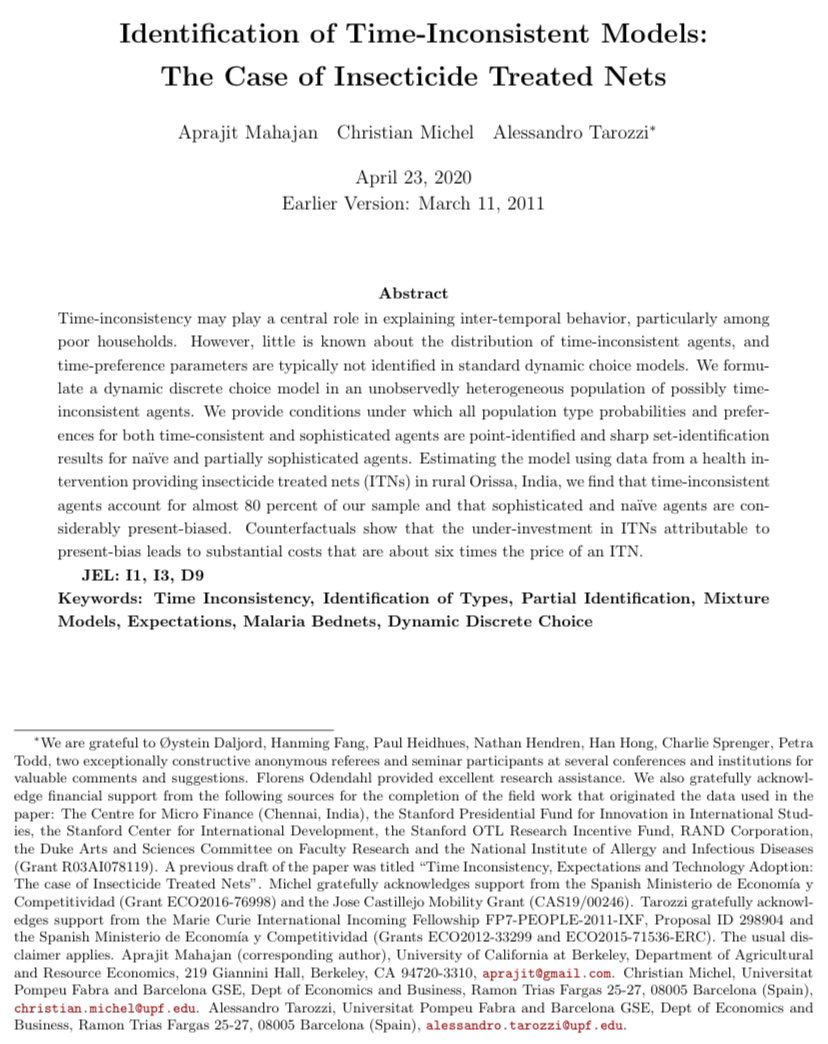 Identification of Time-Inconsistent Models:
The Case of Insecticide Treated Nets
Aprajit Mahajan Christian Michel Alessandro Tarozzi*
April 23, 2020
Earlier Version: March 11, 2011
Abstract
Time-inconsistency may play a central role in explaining inter-temporal behavior, particularly among
poor households. However, little is known about the distribution of time-inconsistent agents, and
time-preference parameters are typically not identified in standard dynamic choice models. We formu-
late a dynamic discrete choice model in an unobservedly heterogeneous population of possibly time-
inconsistent agents. We provide conditions under which all population type probabilities and prefer-
ences for both time-consistent and sophisticated agents are point-identified and sharp set-identification
results for naïve and partially sophisticated agents. Estimating the model using data from a health in-
tervention providing insecticide treated nets (ITNs) in rural Orissa, India, we find that time-inconsistent
agents account for almost 80 percent of our sample and that sophisticated and naïve agents are con-
siderably present-biased. Counterfactuals show that the under-investment in ITNs attributable to
present-bias leads to substantial costs that are about six times the price of an ITN.
JEL: I1, I3, D9
Keywords: Time Inconsistency, Identification of Types, Partial Identification, Mixture
Models, Expectations, Malaria Bednets, Dynamic Discrete Choice
*We are grateful to Øystein Daljord, Hanming Fang, Paul Heidhues, Nathan Hendren, Han Hong, Charlie Sprenger, Petra
Todd, two exceptionally constructive anonymous referees and seminar participants at several conferences and institutions for
valuable comments and suggestions. Florens Odendahl provided excellent research assistance. We also gratefully acknowl-
edge financial support from the following sources for the completion of the field work that originated the data used in the
paper: The Centre for Micro Finance (Chennai, India), the Stanford Presidential Fund for Innovation in International Stud-
ies, the Stanford Center for International Development, the Stanford OTL Research Incentive Fund, RAND Corporation,
the Duke Arts and Sciences Committee on Faculty Research and the National Institute of Allergy and Infectious Diseases
(Grant R03AI078119). A previous draft of the paper was titled “Time Inconsistency, Expectations and Technology Adoption:
The case of Insecticide Treated Nets”. Michel gratefully acknowledges support from the Spanish Ministerio de Economía y
Competitividad (Grant ECO2016-76998) and the Jose Castillejo Mobility Grant (CAS19/00246). Tarozzi gratefully acknowl-
edges support from the Marie Curie International Incoming Fellowship FP7-PEOPLE-2011-IXF, Proposal ID 298904 and
the Spanish Ministerio de Economía y Competitividad (Grants ECO2012-33299 and ECO2015-71536-ERC). The usual dis-
claimer applies. Aprajit Mahajan (corresponding author), University of California at Berkeley, Department of Agricultural
and Resource Economics, 219 Giannini Hall, Berkeley, CA 94720-3310, aprajit@gmail.com. Christian Michel, Universitat
Pompeu Fabra and Barcelona GSE, Dept of Economics and Business, Ramon Trias Fargas 25-27, 08005 Barcelona (Spain),
christian.michel@upf.edu. Alessandro Tarozzi, Universitat Pompeu Fabra and Barcelona GSE, Dept of Economics and
Business, Ramon Trias Fargas 25-27, 08005 Barcelona (Spain), alessandro.tarozzi@upf.edu.